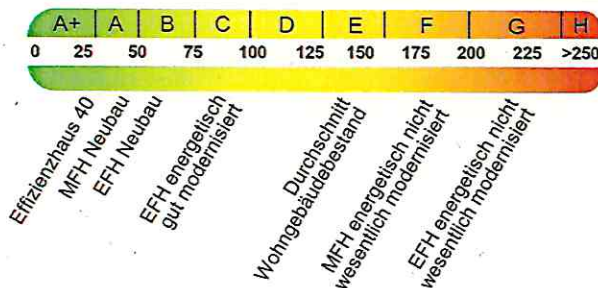 A+ A B C D E F G H
0 25 50 75 100 125 150 175 200 225 >250
Effizienzhaus 40
MFH Neubau
EFH Neubau
EFH energetisch
gut modernisiert
Durchschnitt
Wohngebäudebestand
MFH energetisch nicht
wesentlich modernisiert
EFH energetisch nicht
wesentlich modernisiert